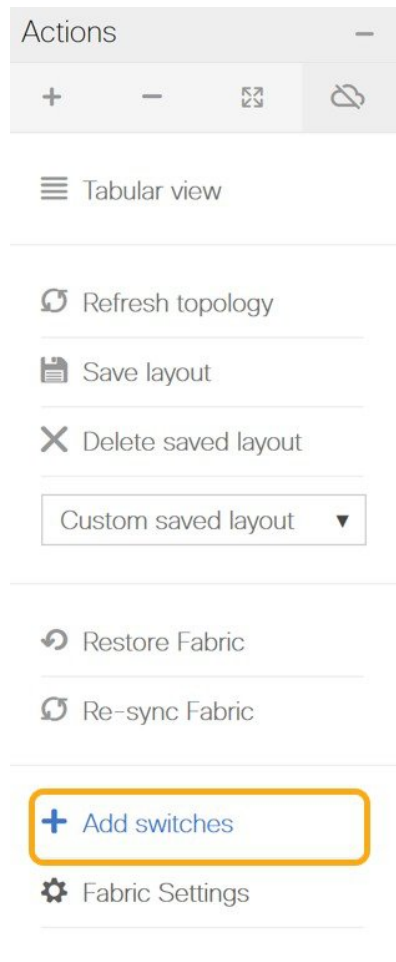 Actions
Tabular view
Refresh topology
Save layout
Delete saved layout
Custom saved layout
Restore Fabric
Re-sync Fabric
Add switches
Fabric Settings